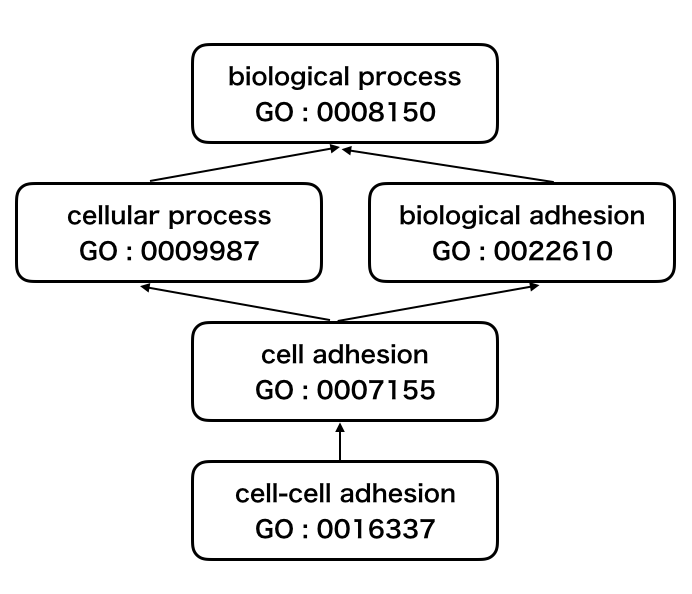 biological process
GO : 0008150
cellular process
GO : 0009987
biological adhesion
GO : 0022610
cell adhesion
GO : 0007155
cell-cell adhesion
GO : 0016337